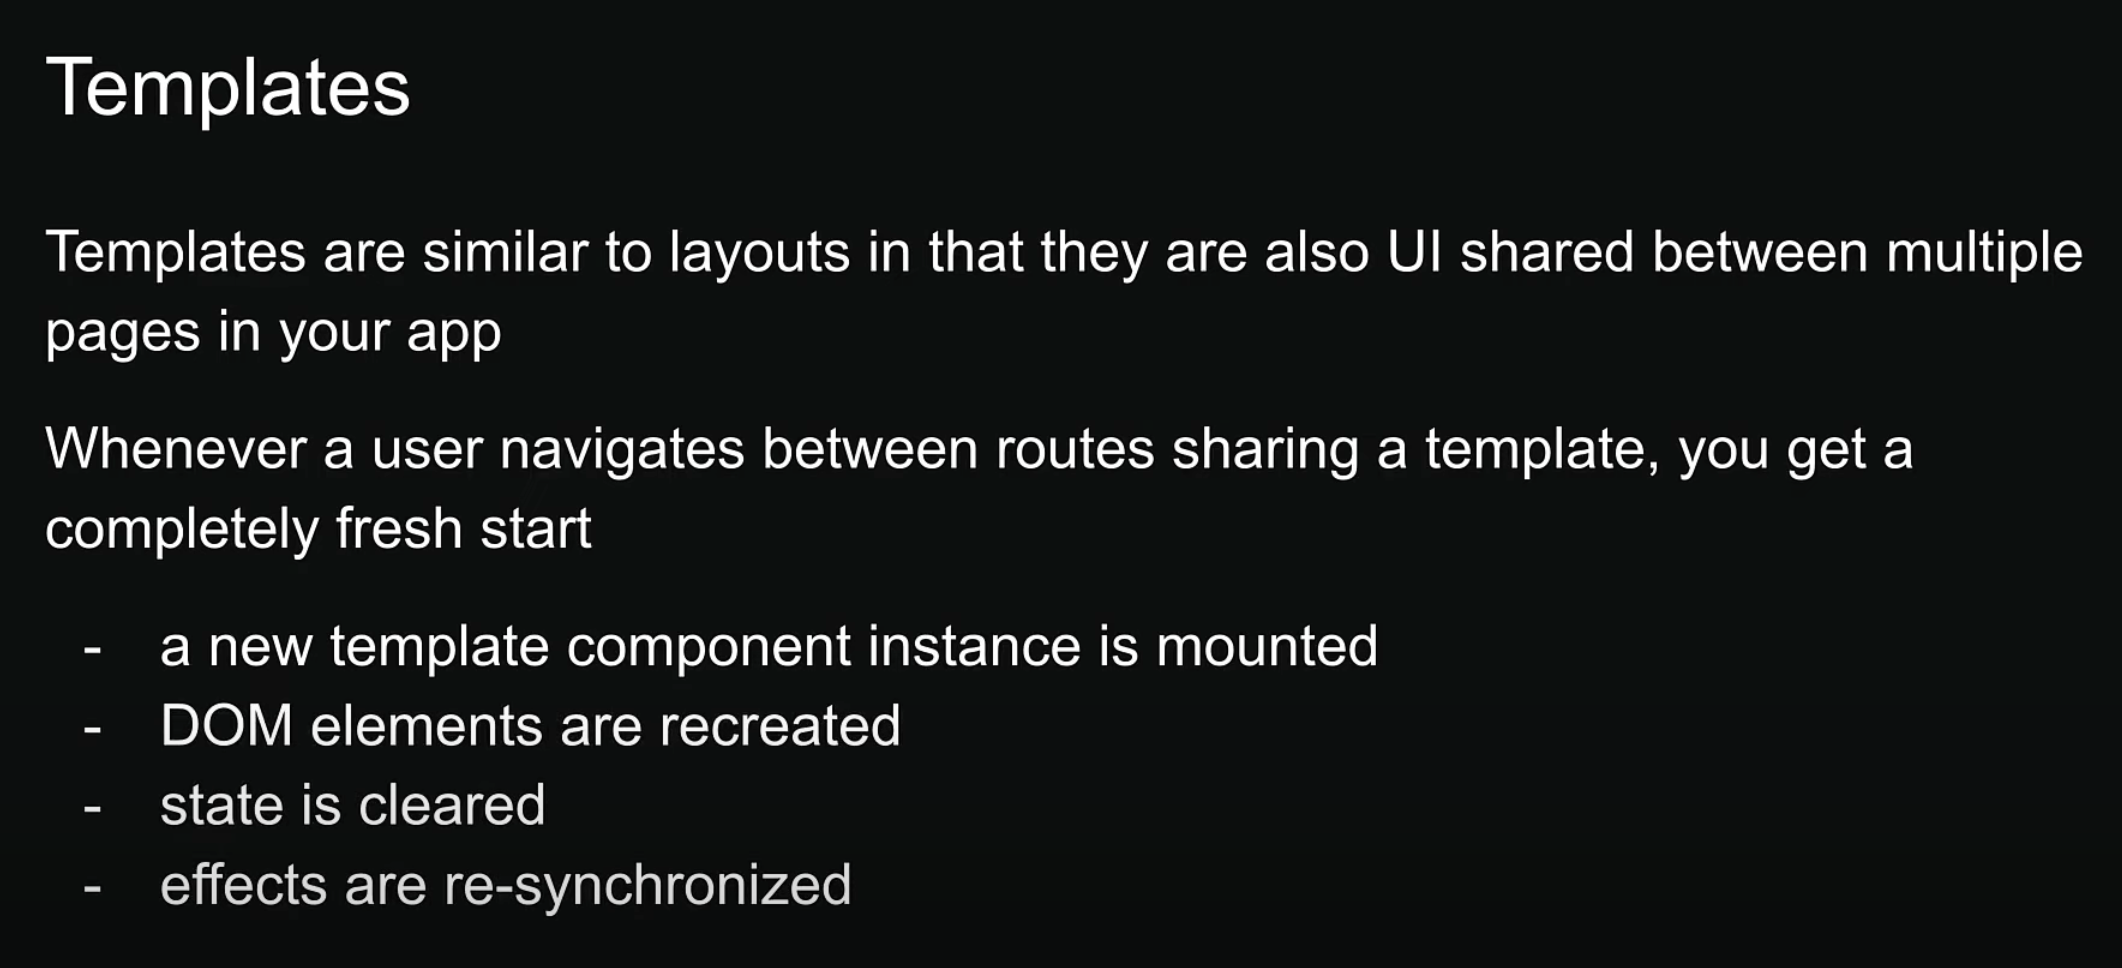 Templates
Templates are similar to layouts in that they are also UI shared between multiple
pages in your app
Whenever a user navigates between routes sharing a template, you get a
completely fresh start
- a new template component instance is mounted
- DOM elements are recreated
- state is cleared
- effects are re-synchronized